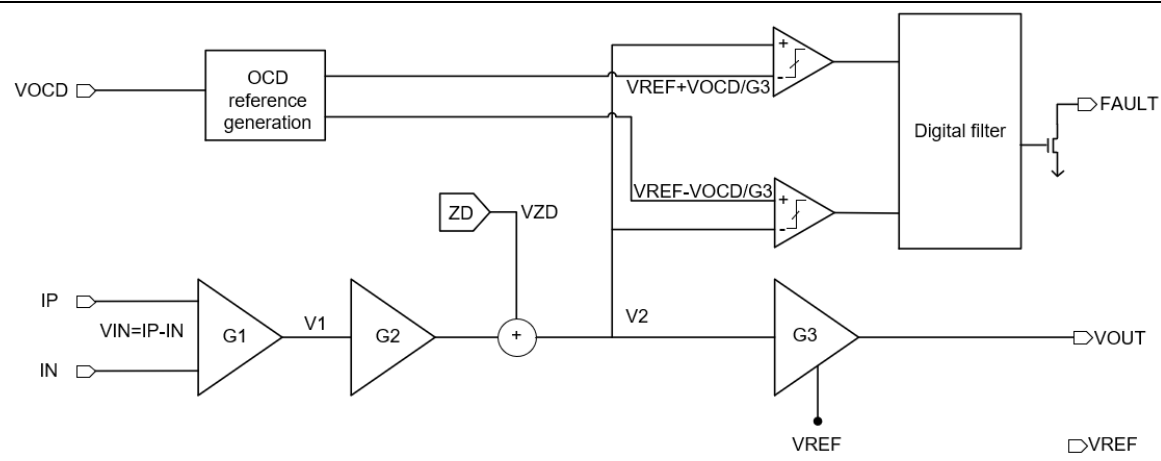 VOCD
OCD
reference
generation
+
-
VREF+VOCD/G3
FAULT
Digital filter
VREF-VOCD/G3
+
-
ZD
VZD
IP
VIN=IP-IN
IN
G1
V1
G2
+
V2
G3
VOUT
VREF
VREF